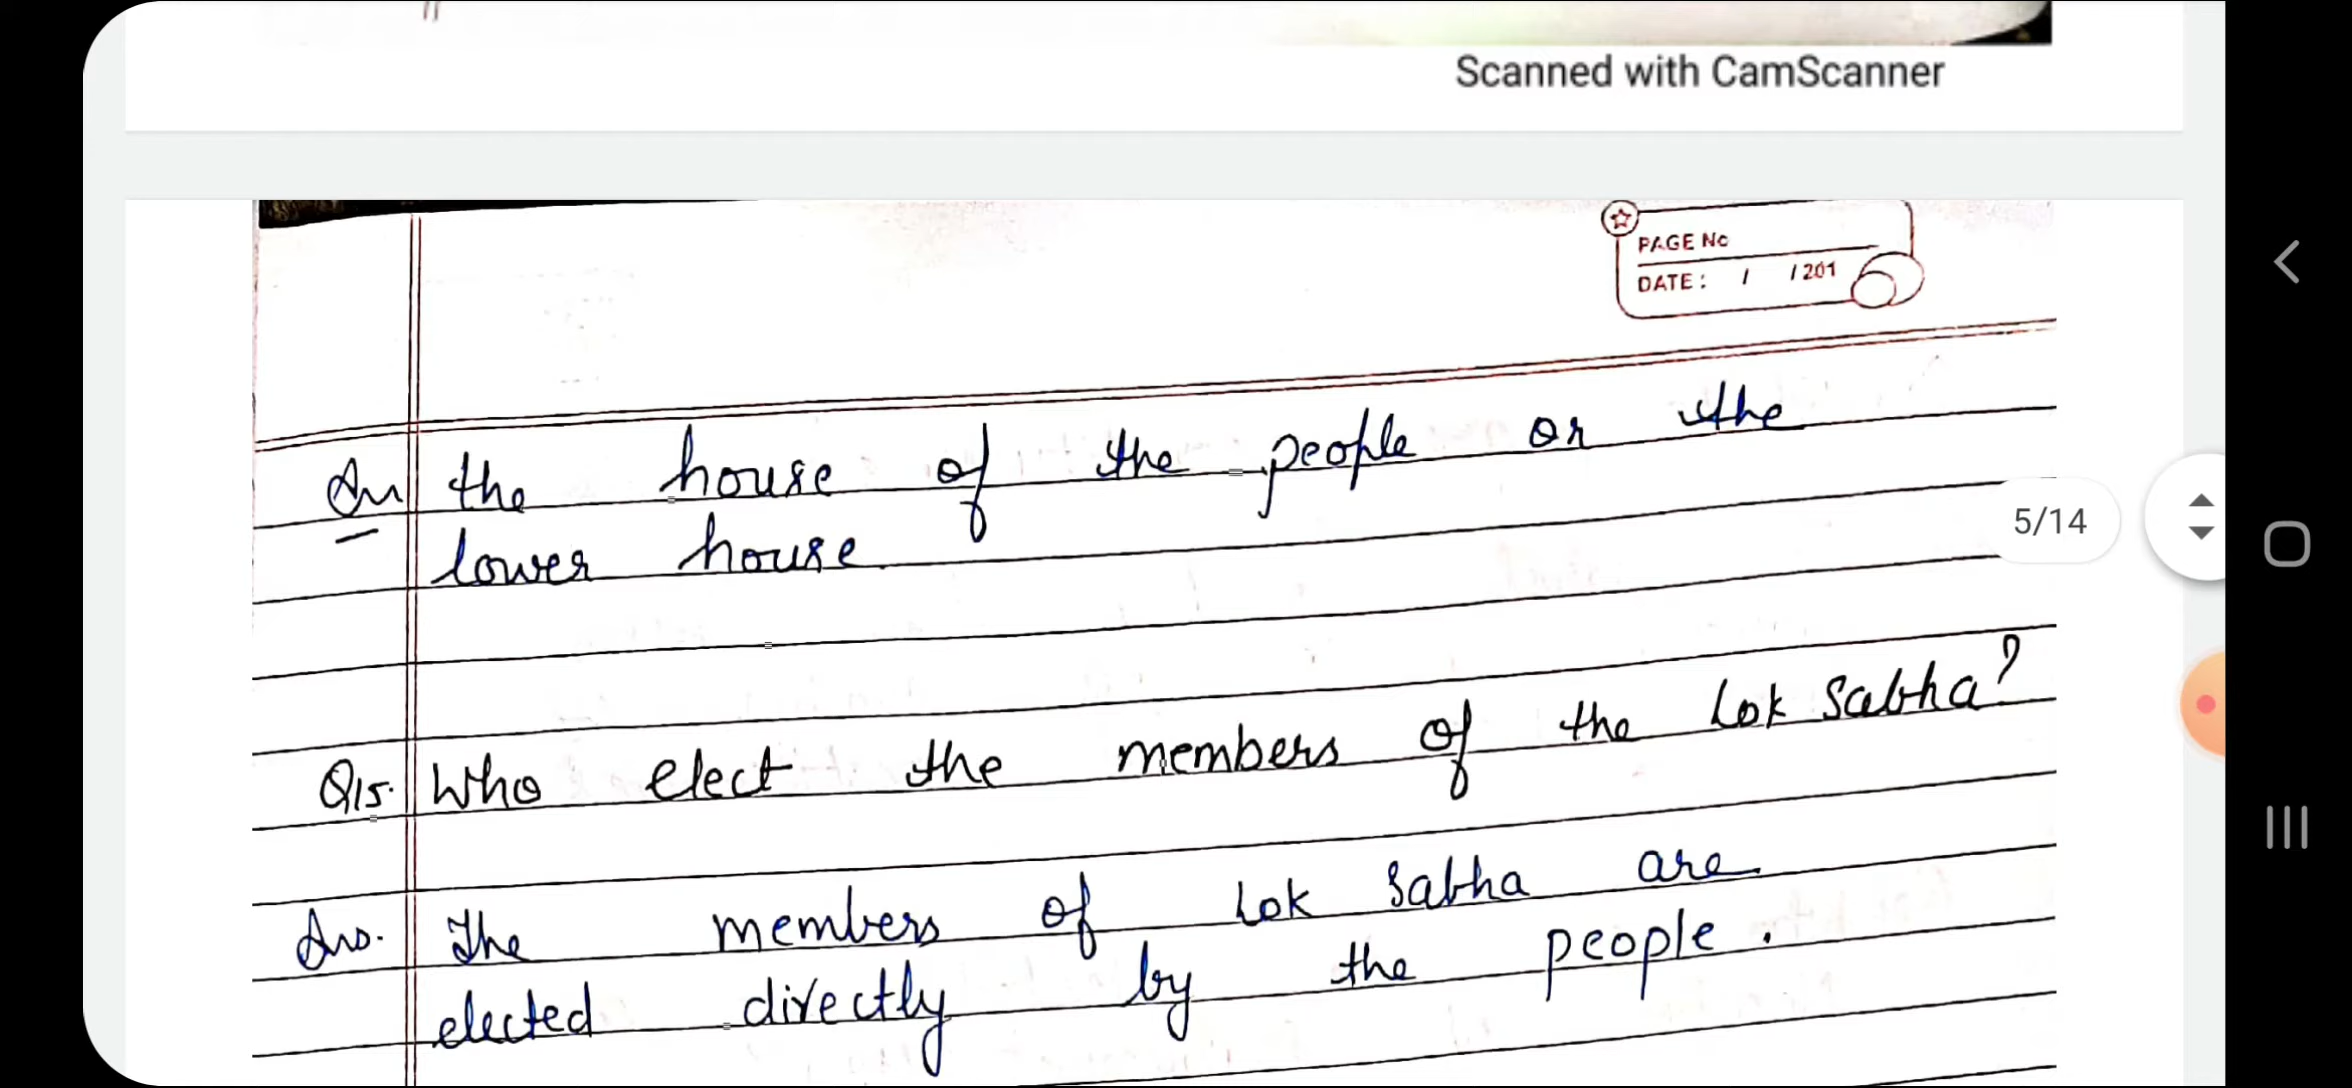 Scanned with CamScanner
PAGE No
DATE: / /201
Ans the house of the people or the
lower house.
5/14
Q15. Who elect the members of the Lok Sabha?
Ans. The members of Lok Sabha are
elected directly by the people.